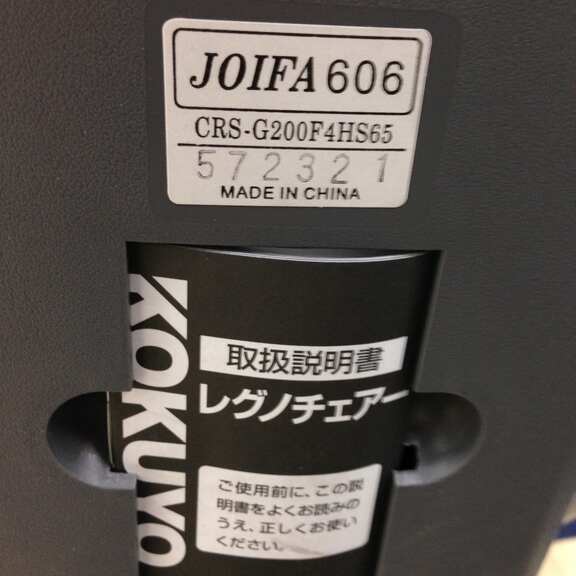 JOIFA 606
CRS-G200F4HS65
572321
MADE IN CHINA
KOKUYO
取扱説明書
レグノチェアー
ご使用前に、この説
明書をよくお読みの
うえ、正しくお使い
ください。